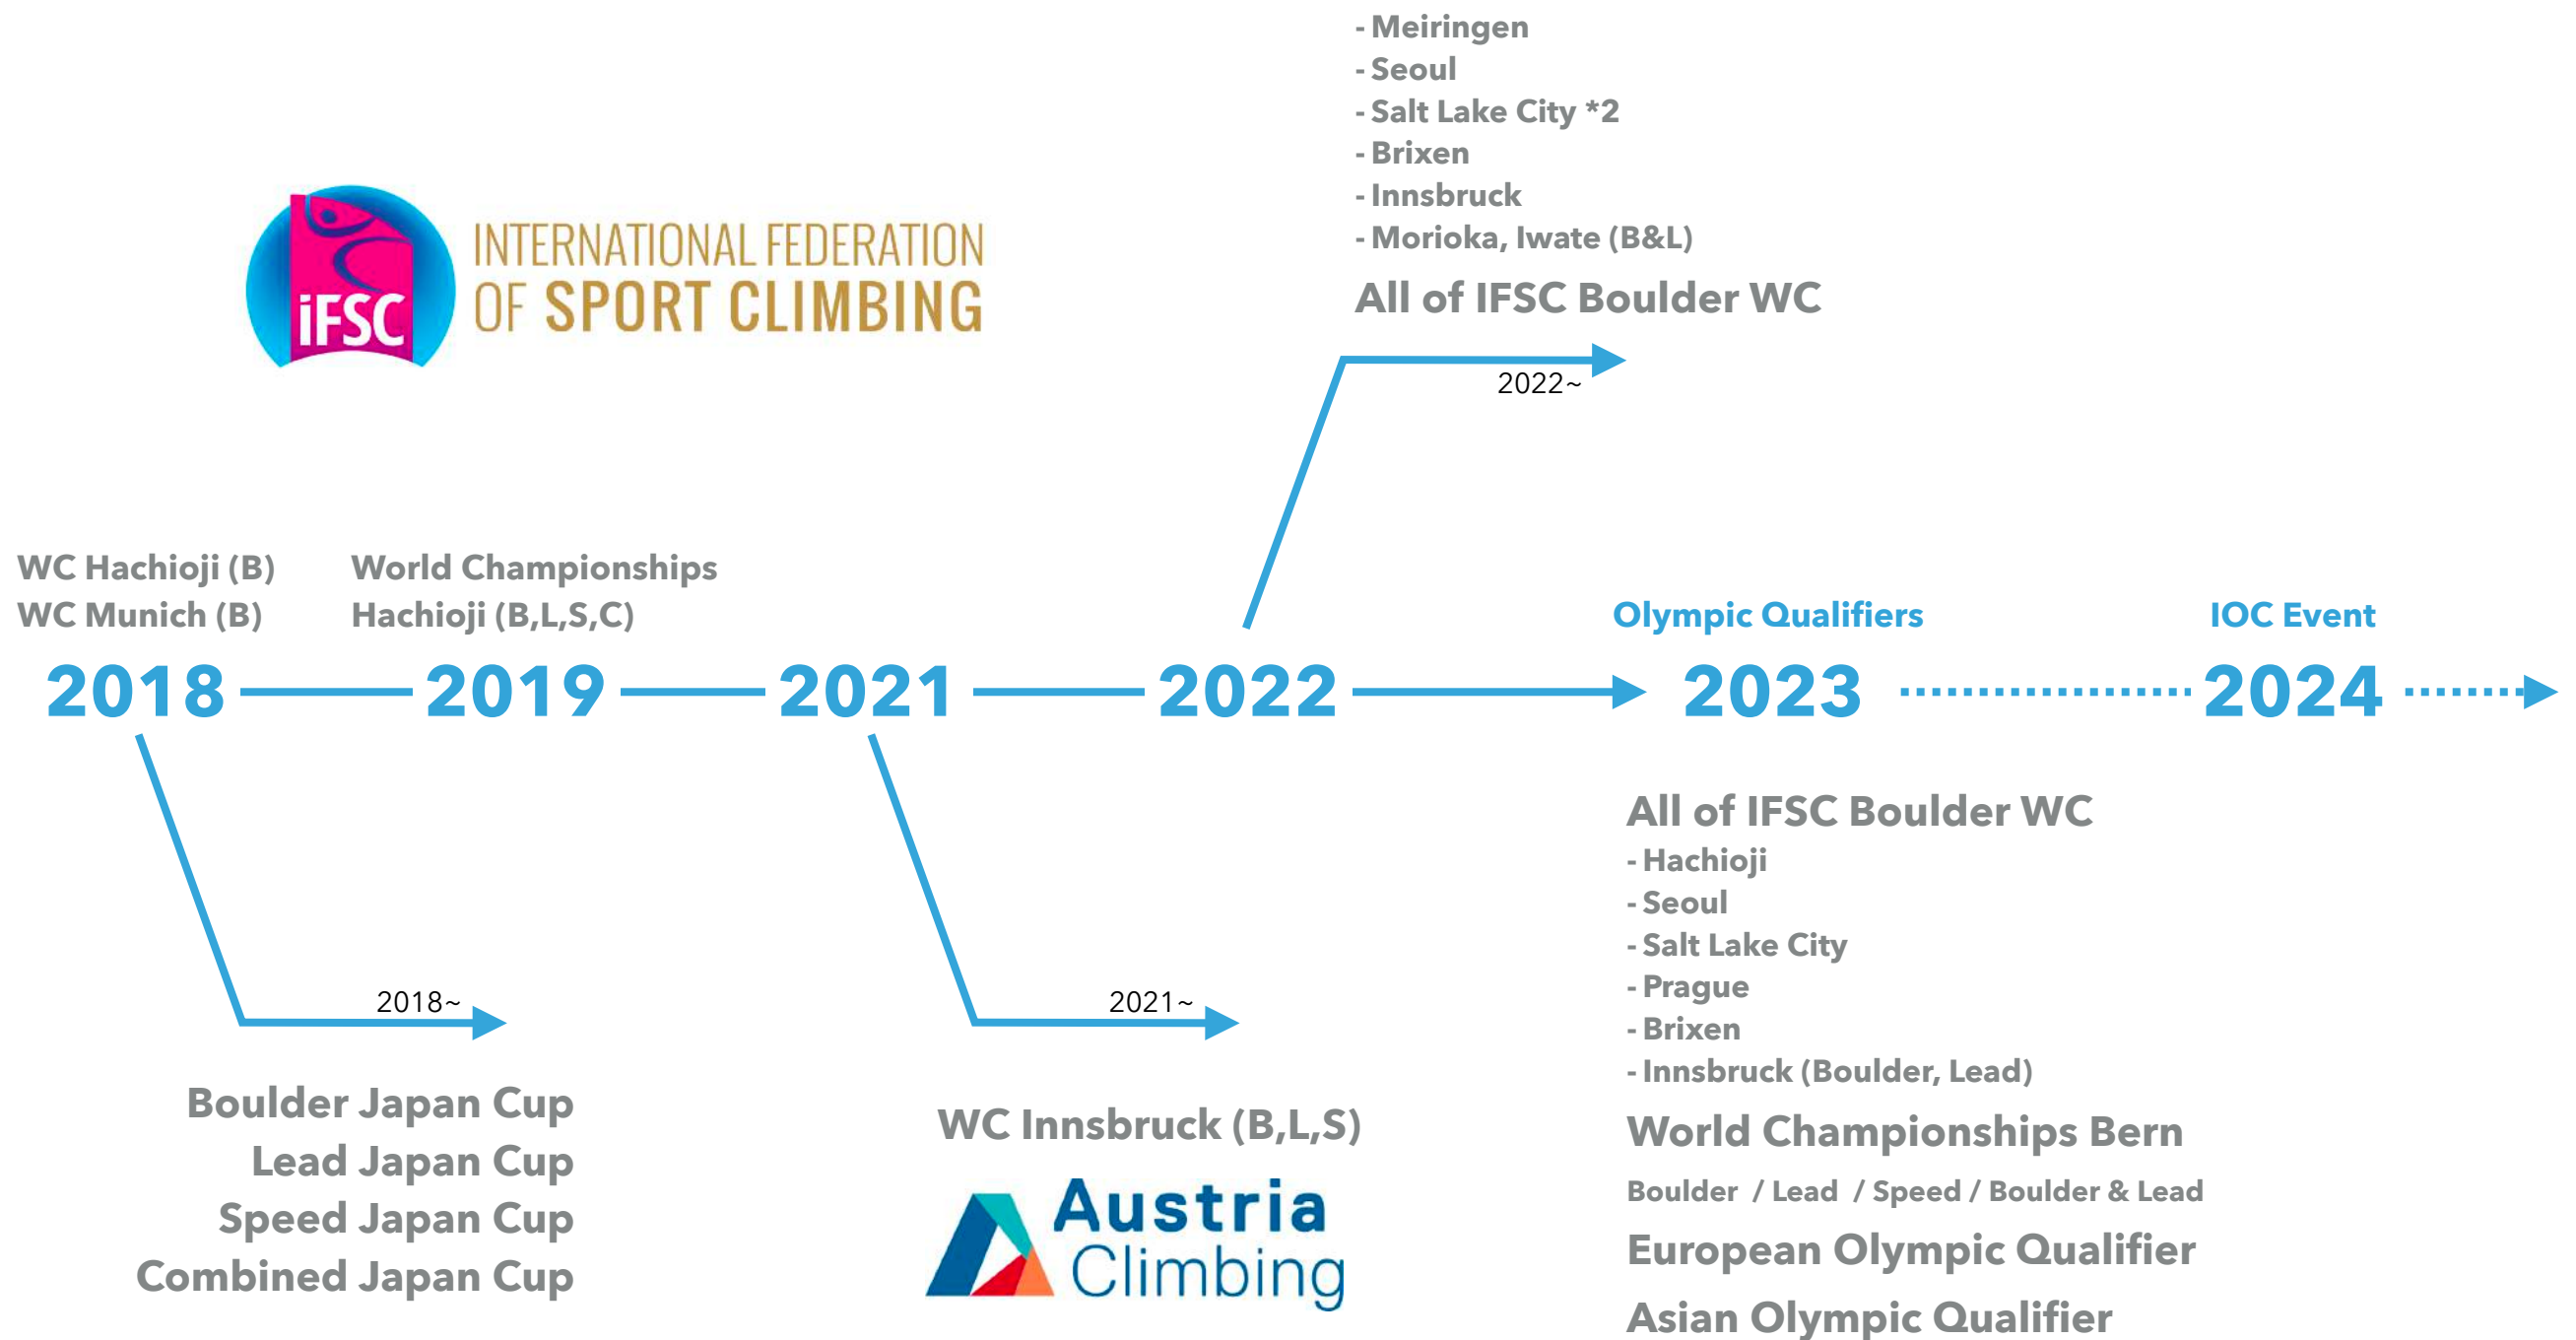 - Meiringen
- Seoul
- Salt Lake City *2
- Brixen
- Innsbruck
- Morioka, Iwate (B&L)
All of IFSC Boulder WC
2022~
iFSC
INTERNATIONAL FEDERATION
OF SPORT CLIMBING
WC Hachioji (B)
WC Munich (B)
World Championships
Hachioji (B,L,S,C)
Olympic Qualifiers
IOC Event
2018
2019
2021
2022
2023
2024
2018~
Boulder Japan Cup
Lead Japan Cup
Speed Japan Cup
Combined Japan Cup
2021~
WC Innsbruck (B,L,S)
Austria
Climbing
All of IFSC Boulder WC
- Hachioji
- Seoul
- Salt Lake City
- Prague
- Brixen
- Innsbruck (Boulder, Lead)
World Championships Bern
Boulder / Lead / Speed / Boulder & Lead
European Olympic Qualifier
Asian Olympic Qualifier